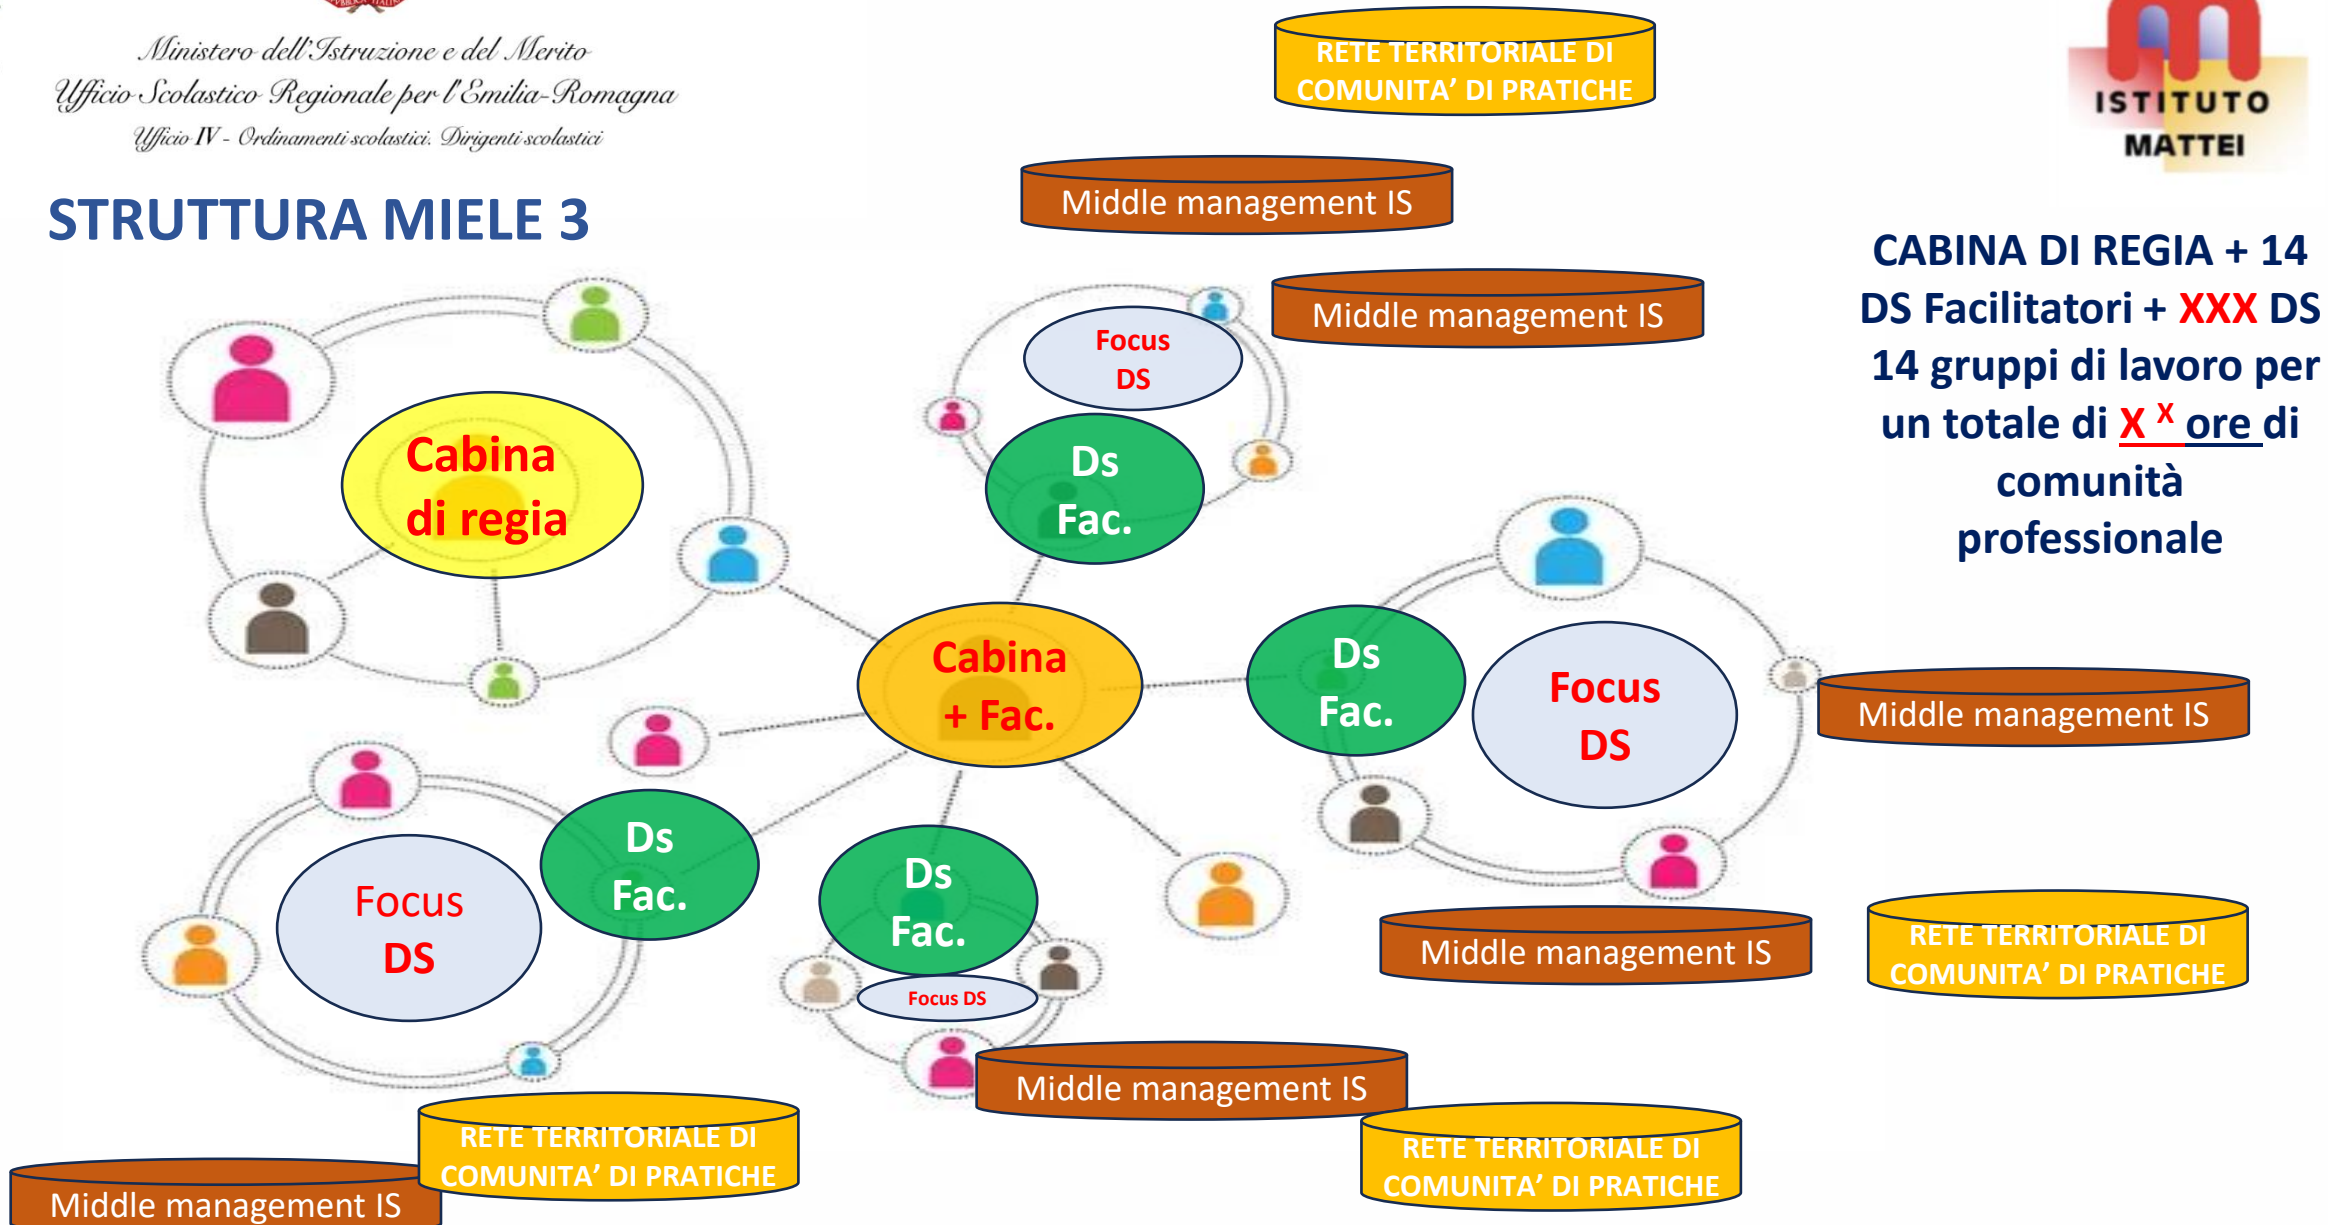 Ministero dell'Istruzione e del Merito
Ufficio Scolastico Regionale per l'Emilia-Romagna
Ufficio IV - Ordinamenti scolastici. Dirigenti scolastici
STRUTTURA MIELE 3
RETE TERRITORIALE DI
COMUNITA' DI PRATICHE
ISTITUTO
MATTEI
Middle management IS
Middle management IS
CABINA DI REGIA + 14
DS Facilitatori + XXX DS
14 gruppi di lavoro per
un totale di X X ore di
comunità
professionale
Focus
DS
Cabina
di regia
Ds
Fac.
Cabina
+ Fac.
Ds
Fac.
Focus
DS
Middle management IS
Ds
Fac.
Focus
DS
Ds
Fac.
Focus DS
Middle management IS
RETE TERRITORIALE DI
COMUNITA' DI PRATICHE
Middle management IS
RETE TERRITORIALE DI
COMUNITA' DI PRATICHE
RETE TERRITORIALE DI
COMUNITA' DI PRATICHE
Middle management IS